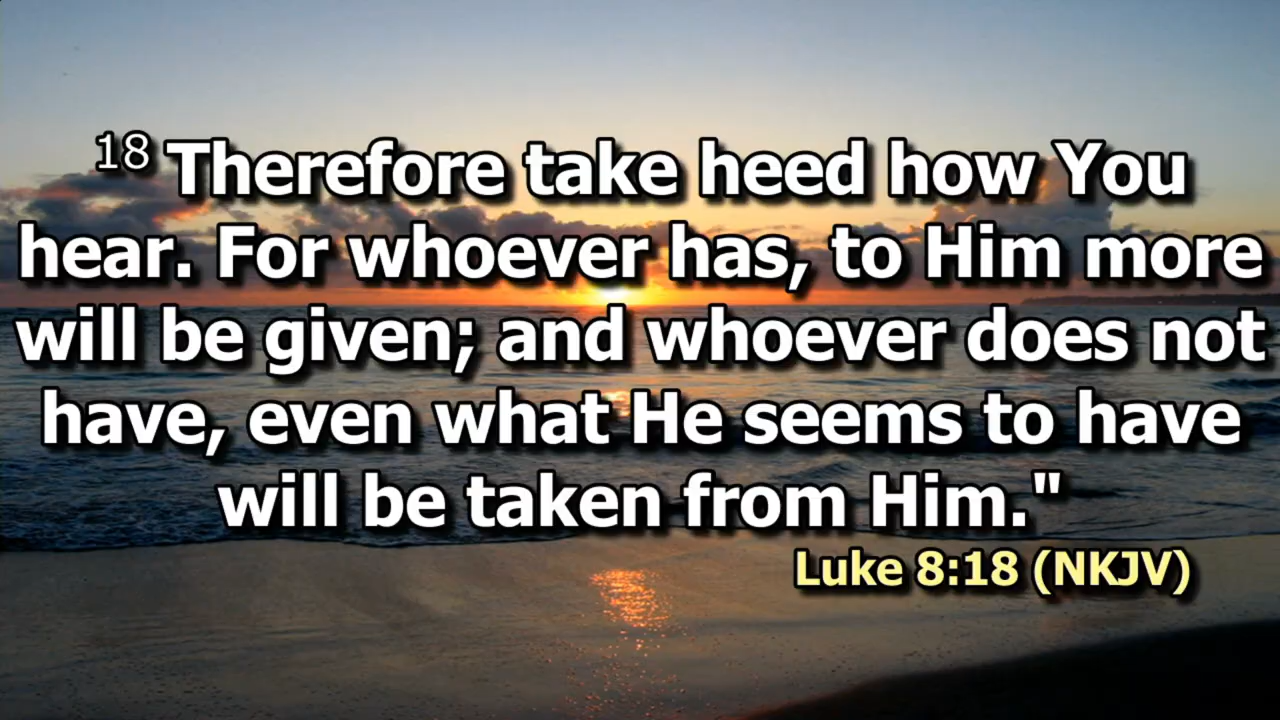 18 Therefore take heed how You
hear. For whoever has, to Him more
will be given; and whoever does not
have, even what He seems to have
will be taken from Him."
Luke 8:18 (NKJV)